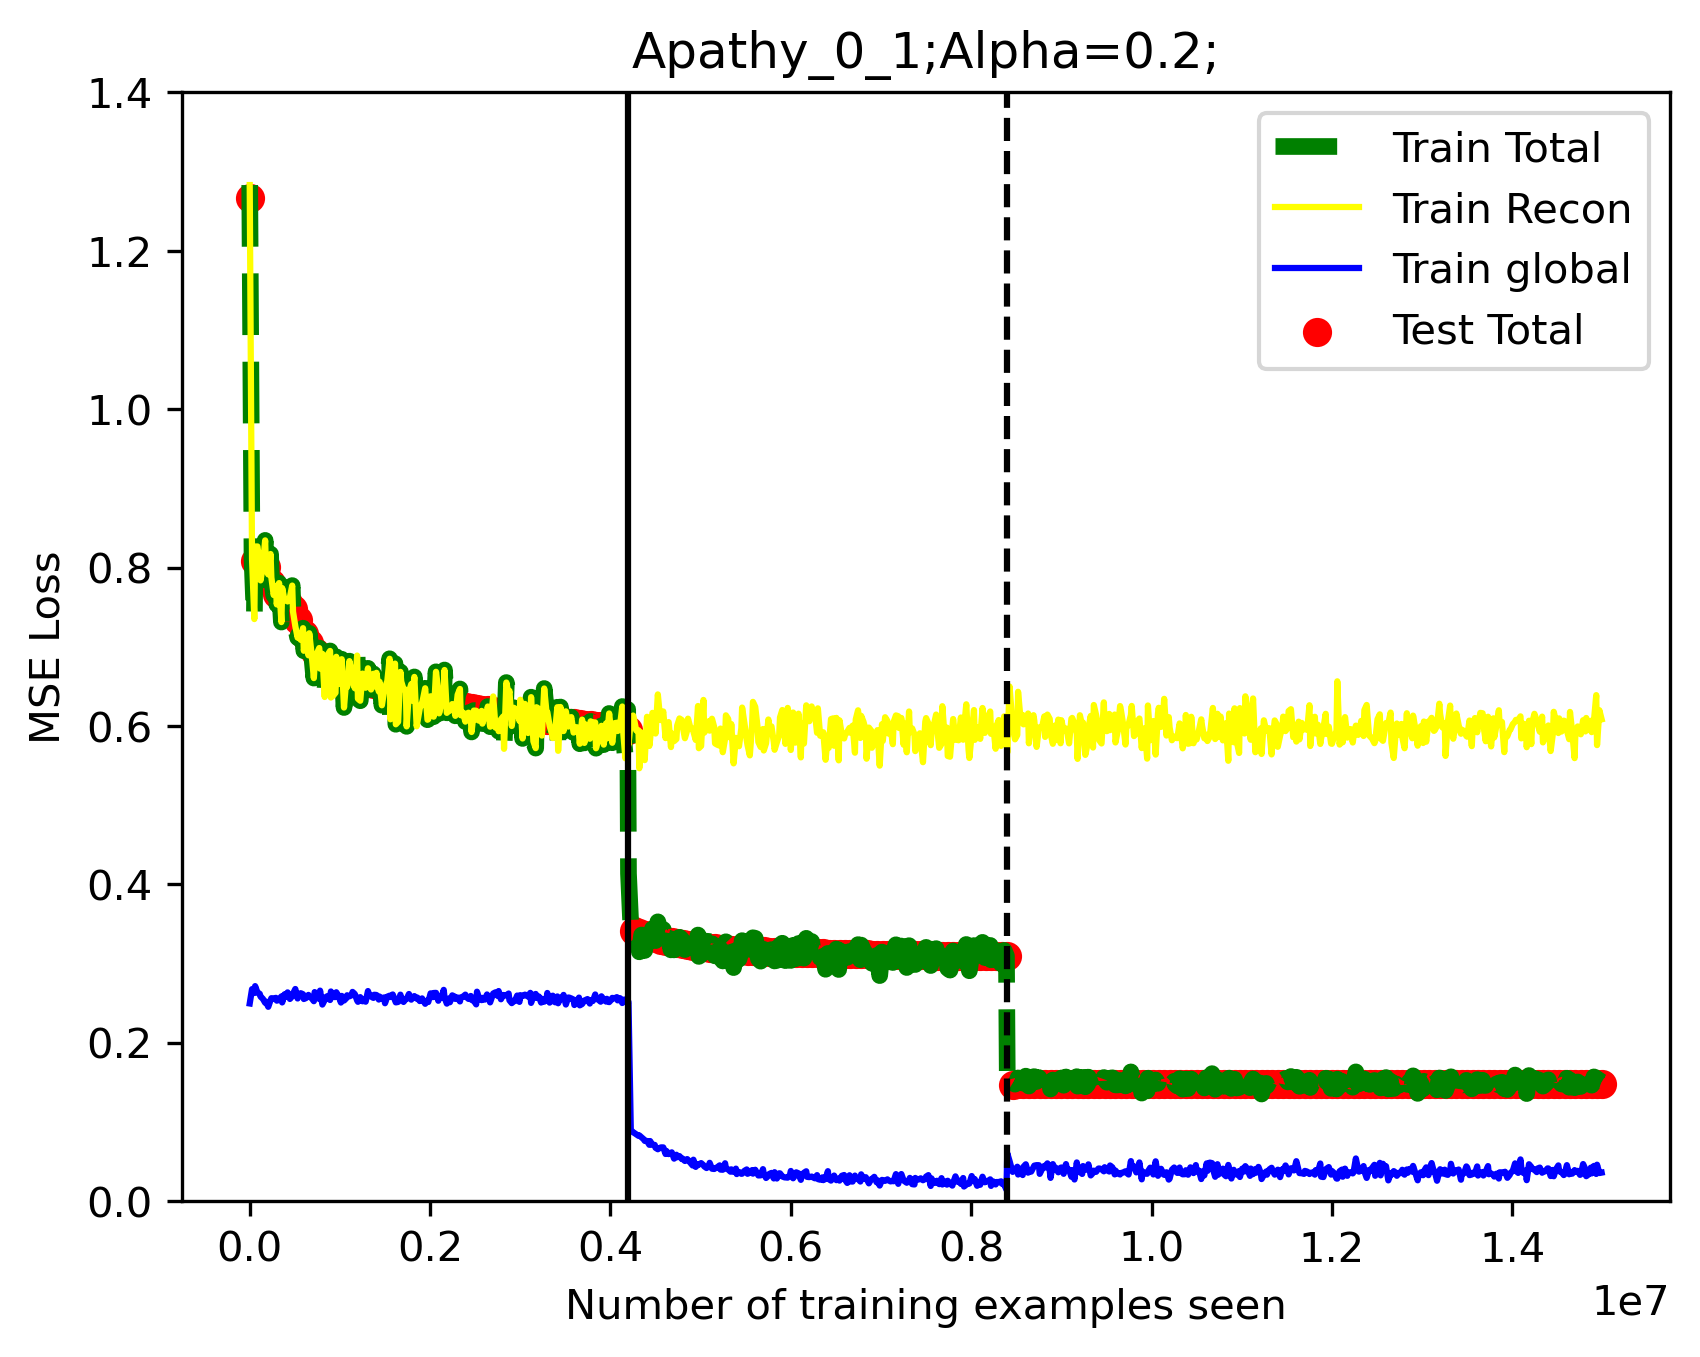 Apathy_0_1;Alpha=0.2;
1.4
1.2
1.0
0.8
0.6
0.4
0.2
0.0
MSE Loss
Train Total
Train Recon
Train global
Test Total
0.0 0.2 0.4 0.6 0.8 1.0 1.2 1.4
1e7
Number of training examples seen